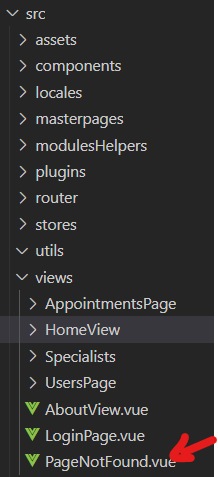 src
assets
components
locales
masterpages
modulesHelpers
plugins
router
stores
utils
views
AppointmentsPage
HomeView
Specialists
UsersPage
AboutView.vue
LoginPage.vue
PageNotFound.vue